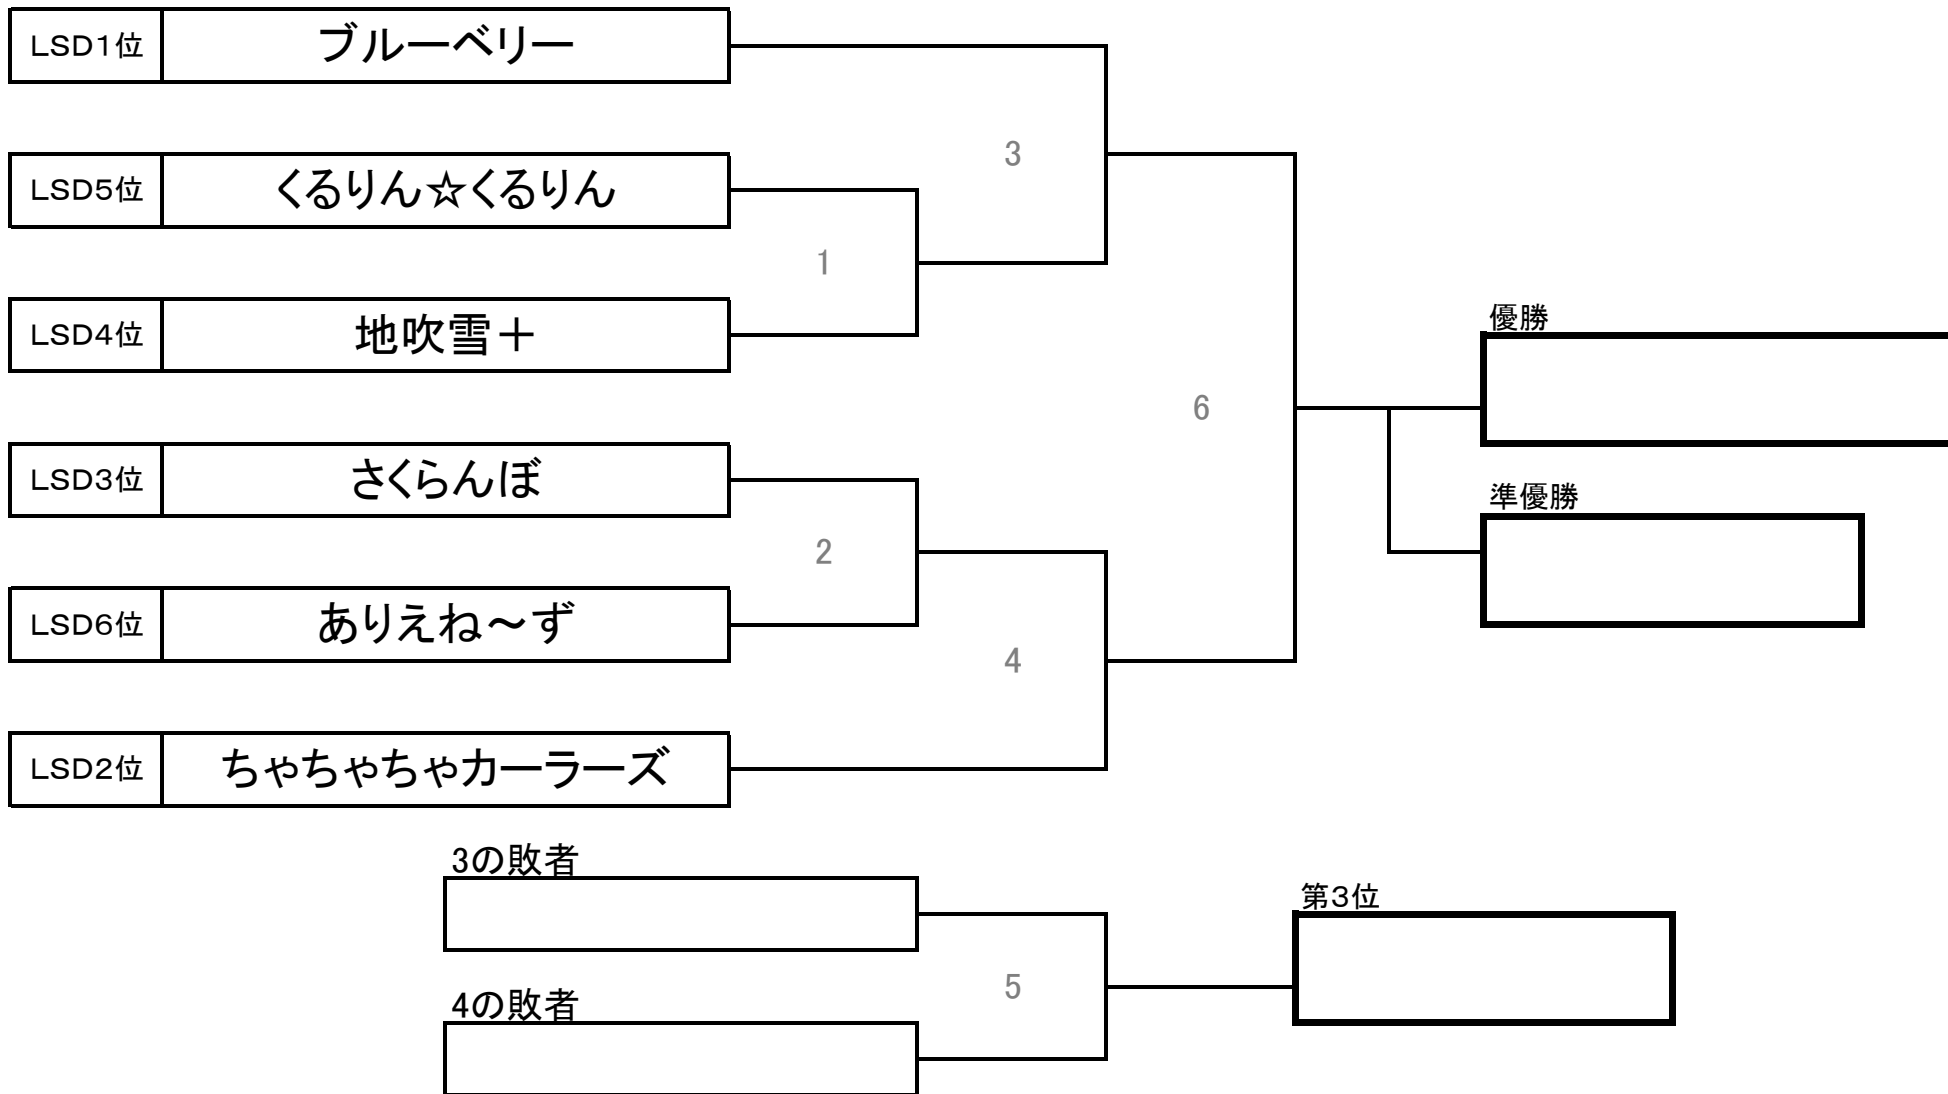 LSD1位 ブルーベリー
3
LSD5位 くるりん☆くるりん
1
LSD4位 地吹雪＋
優勝
6
LSD3位 さくらんぼ
準優勝
2
LSD6位 ありえね～ず
4
LSD2位 ちゃちゃちゃカーラーズ
3の敗者
第3位
5
4の敗者